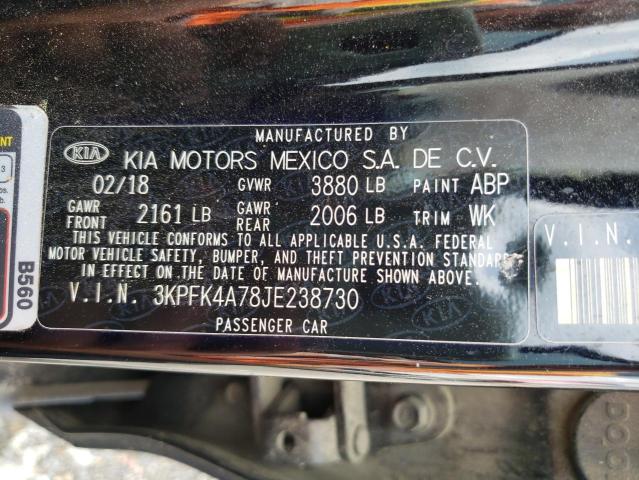 MANUFACTURED BY
KIA KIA MOTORS MEXICO S.A. DE C.V.
02/18 GVWR 3880 LB PAINT ABP
GAWR FRONT 2161 LB GAWR REAR 2006 LB TRIM WK
THIS VEHICLE CONFORMS TO ALL APPLICABLE U.S.A. FEDERAL
MOTOR VEHICLE SAFETY, BUMPER, AND THEFT PREVENTION STANDARDS
IN EFFECT ON THE DATE OF MANUFACTURE SHOWN ABOVE.
V.I.N. 3KPFK4A78JE238730
PASSENGER CAR
B560
V.I.N.